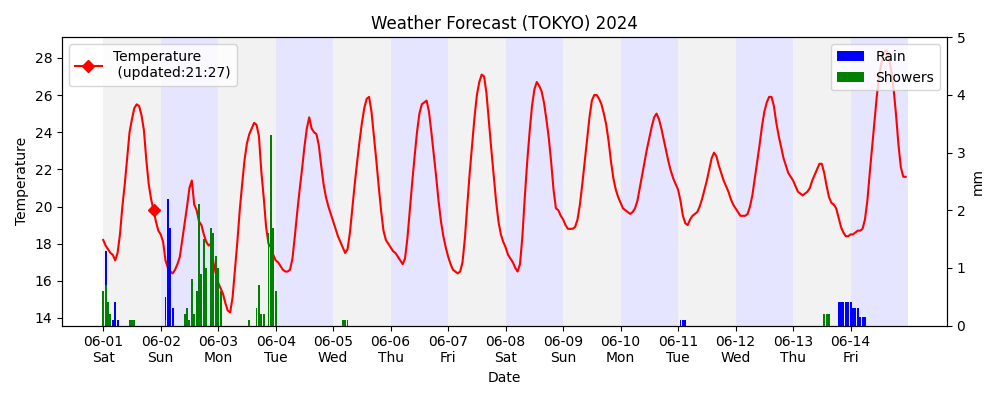 Weather Forecast (TOKYO) 2024
Temperature
(updated:21:27)
Rain
Showers
Temperature
28
26
24
22
20
18
16
14
5
4
3
2
1
0
mm
06-01 06-02 06-03 06-04 06-05 06-06 06-07 06-08 06-09 06-10 06-11 06-12 06-13 06-14
Sat Sun Mon Tue Wed Thu Fri Sat Sun Mon Tue Wed Thu Fri
Date